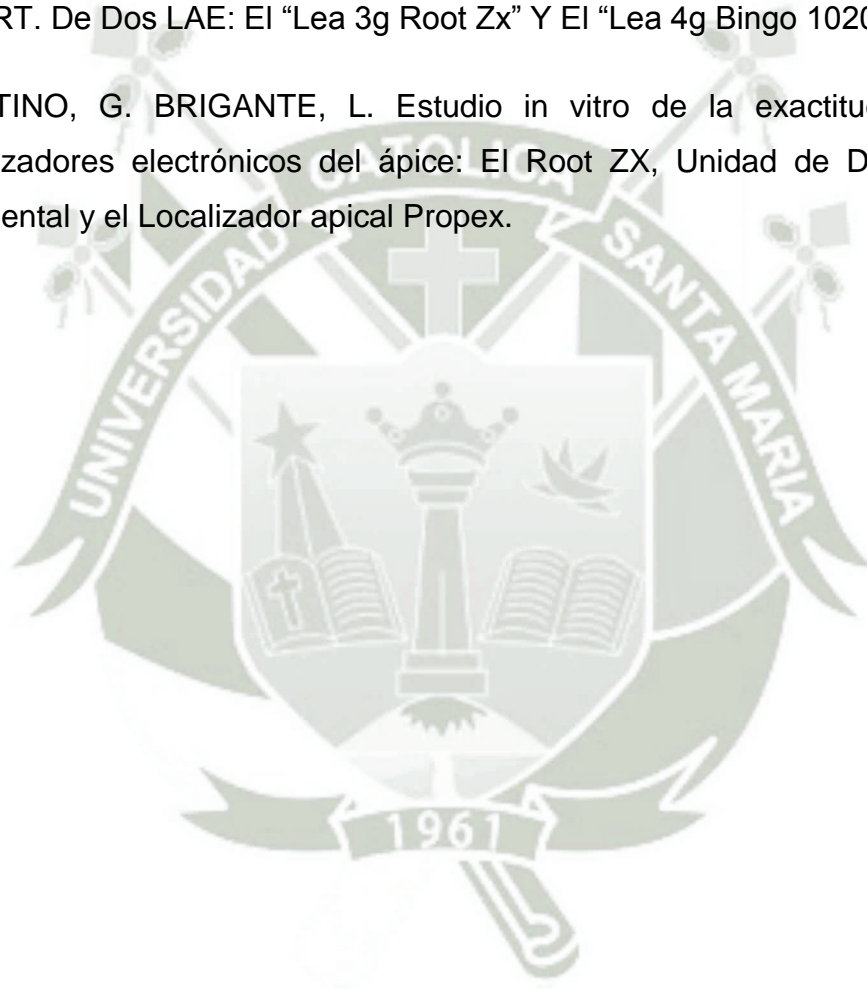 RT. De Dos LAE: El “Lea 3g Root Zx” Y El “Lea 4g Bingo 1020
TINO, G. BRIGANTE, L. Estudio in vitro de la exactitu
zadores electrónicos del ápice: El Root ZX, Unidad de D
ental y el Localizador apical Propex.
UNIVERSIDAD CATOLICA SANTA MARIA
1961